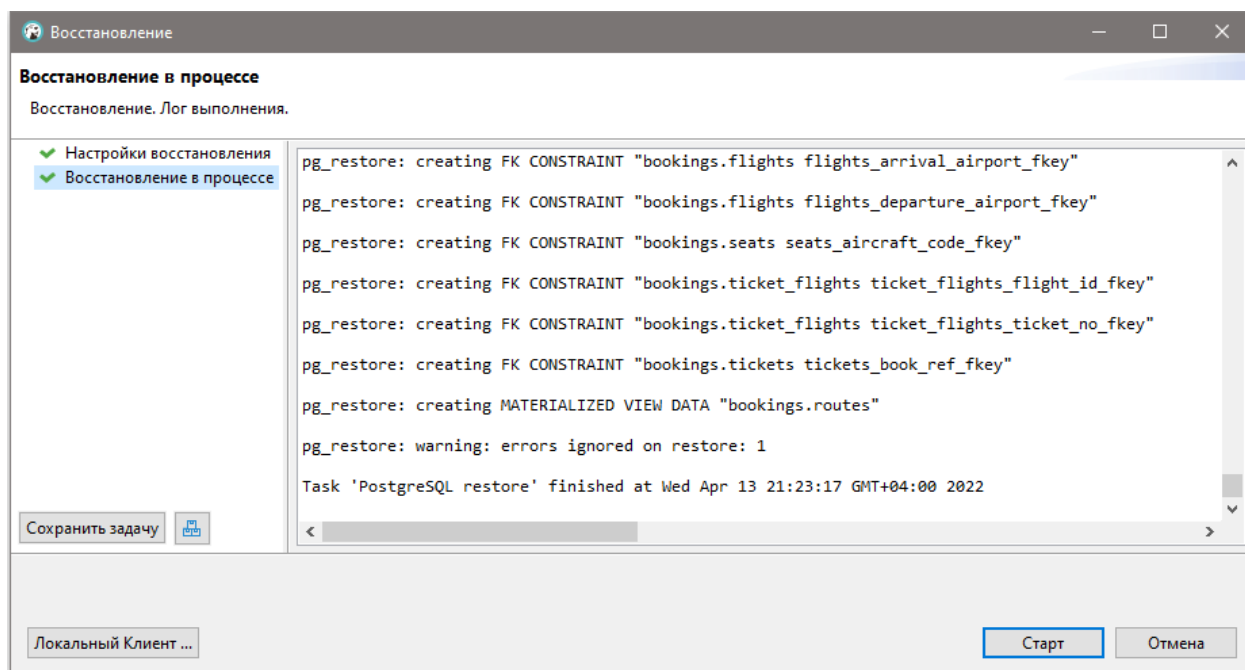 Восстановление
Восстановление в процессе
Восстановление. Лог выполнения.
Настройки восстановления
Восстановление в процессе
pg_restore: creating FK CONSTRAINT "bookings.flights flights_arrival_airport_fkey"
pg_restore: creating FK CONSTRAINT "bookings.flights flights_departure_airport_fkey"
pg_restore: creating FK CONSTRAINT "bookings.seats seats_aircraft_code_fkey"
pg_restore: creating FK CONSTRAINT "bookings.ticket_flights ticket_flights_flight_id_fkey"
pg_restore: creating FK CONSTRAINT "bookings.ticket_flights ticket_flights_ticket_no_fkey"
pg_restore: creating FK CONSTRAINT "bookings.tickets tickets_book_ref_fkey"
pg_restore: creating MATERIALIZED VIEW DATA "bookings.routes"
pg_restore: warning: errors ignored on restore: 1
Task 'PostgreSQL restore' finished at Wed Apr 13 21:23:17 GMT+04:00 2022
Сохранить задачу
Локальный Клиент ...
Старт
Отмена